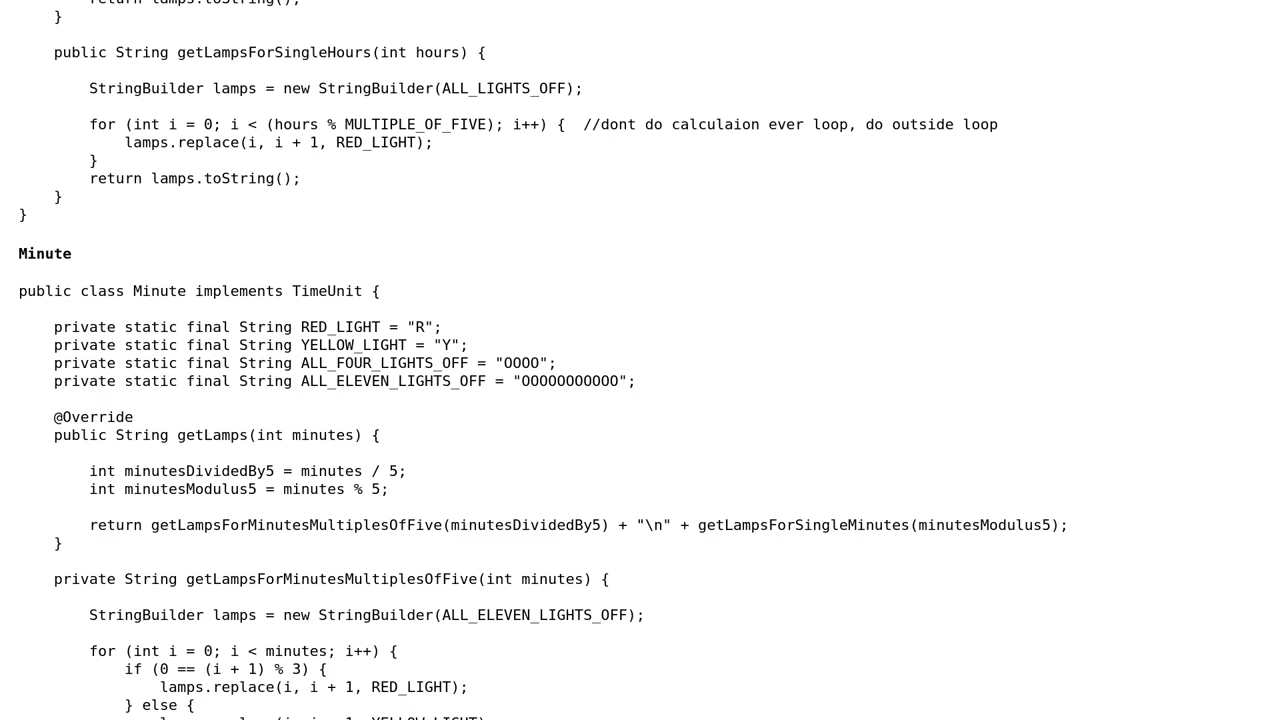 return lamps.toString();
    }

    public String getLampsForSingleHours(int hours) {

        StringBuilder lamps = new StringBuilder(ALL_LIGHTS_OFF);

        for (int i = 0; i < (hours % MULTIPLE_OF_FIVE); i++) {  //dont do calculaion ever loop, do outside loop
            lamps.replace(i, i + 1, RED_LIGHT);
        }
        return lamps.toString();
    }
}

Minute

public class Minute implements TimeUnit {

    private static final String RED_LIGHT = "R";
    private static final String YELLOW_LIGHT = "Y";
    private static final String ALL_FOUR_LIGHTS_OFF = "OOOO";
    private static final String ALL_ELEVEN_LIGHTS_OFF = "OOOOOOOOOOO";

    @Override
    public String getLamps(int minutes) {

        int minutesDividedBy5 = minutes / 5;
        int minutesModulus5 = minutes % 5;

        return getLampsForMinutesMultiplesOfFive(minutesDividedBy5) + "\n" + getLampsForSingleMinutes(minutesModulus5);
    }

    private String getLampsForMinutesMultiplesOfFive(int minutes) {

        StringBuilder lamps = new StringBuilder(ALL_ELEVEN_LIGHTS_OFF);

        for (int i = 0; i < minutes; i++) {
            if (0 == (i + 1) % 3) {
                lamps.replace(i, i + 1, RED_LIGHT);
            } else {